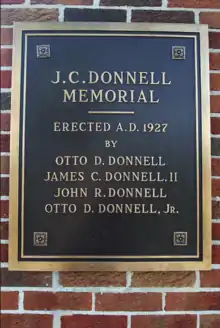 J.C.DONNELL
MEMORIAL
ERECTED A.D. 1927
BY
OTTO D. DONNELL
JAMES C. DONNELL, II
JOHN R. DONNELL
OTTO D. DONNELL, JR.